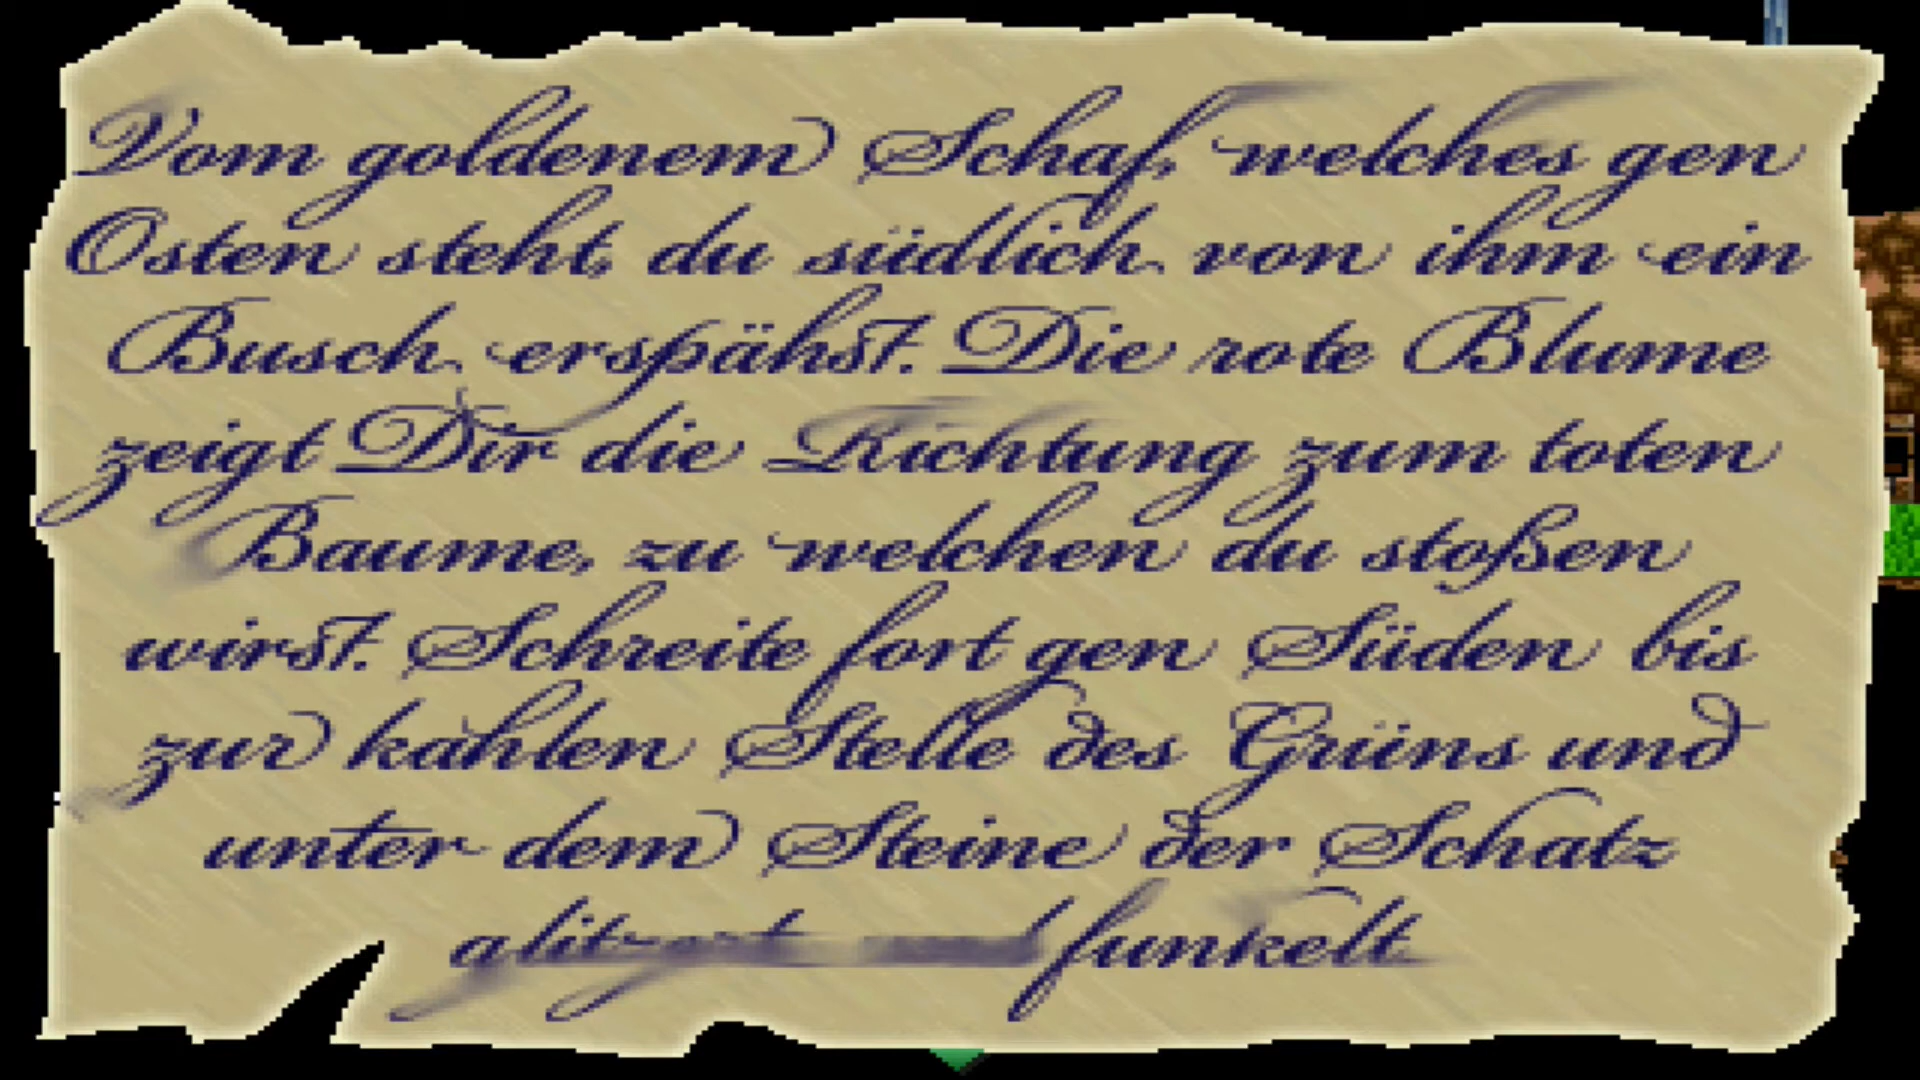 Vom goldenem Schaf, welches gen
Osten steht, du südlich von ihm ein
Busch erspähst. Die rote Blume
zeigt Dir die Richtung zum toten
Baume, zu welchen du stoßen
wirst. Schreite fort gen Süden bis
zur kahlen Stelle des Grüns und
unter dem Steine der Schatz
funkelt.